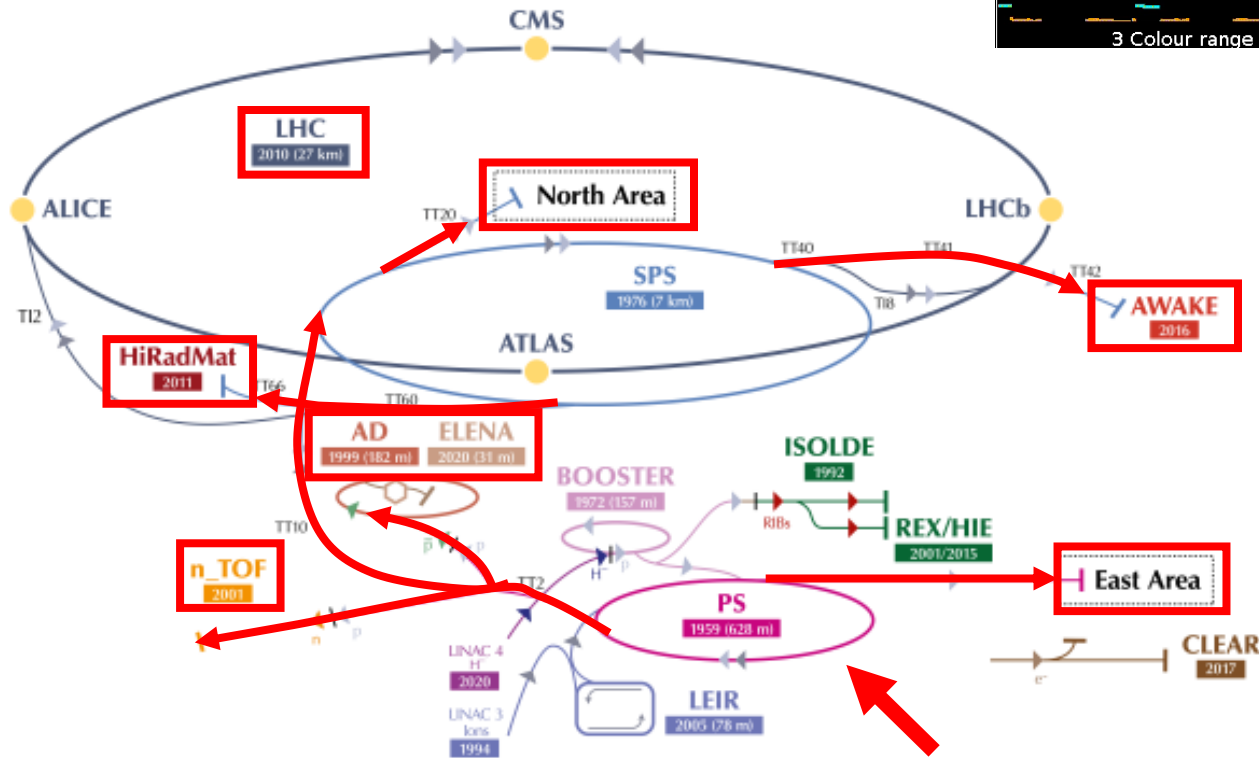 CMS
3 Colour range
LHC
2010 (27 km)
North Area
ALICE
TT20
LHCb
TT40
TT41
SPS
1976 (7 km)
TT42
TI8
TI2
AWAKE
2016
HiRadMat
2011
ATLAS
TT66
TT60
AD
1999 (182 m)
ELENA
2020 (31 m)
ISOLDE
1992
BOOSTER
1972 (157 m)
RIBs
REX/HIE
2001/2015
TT10
p̅
p
n_TOF
2001
H⁻
p
TT2
East Area
PS
1959 (628 m)
n
p
LINAC 4
H⁻
2020
CLEAR
2017
e⁻
LEIR
2005 (78 m)
LINAC 3
Ions
1994